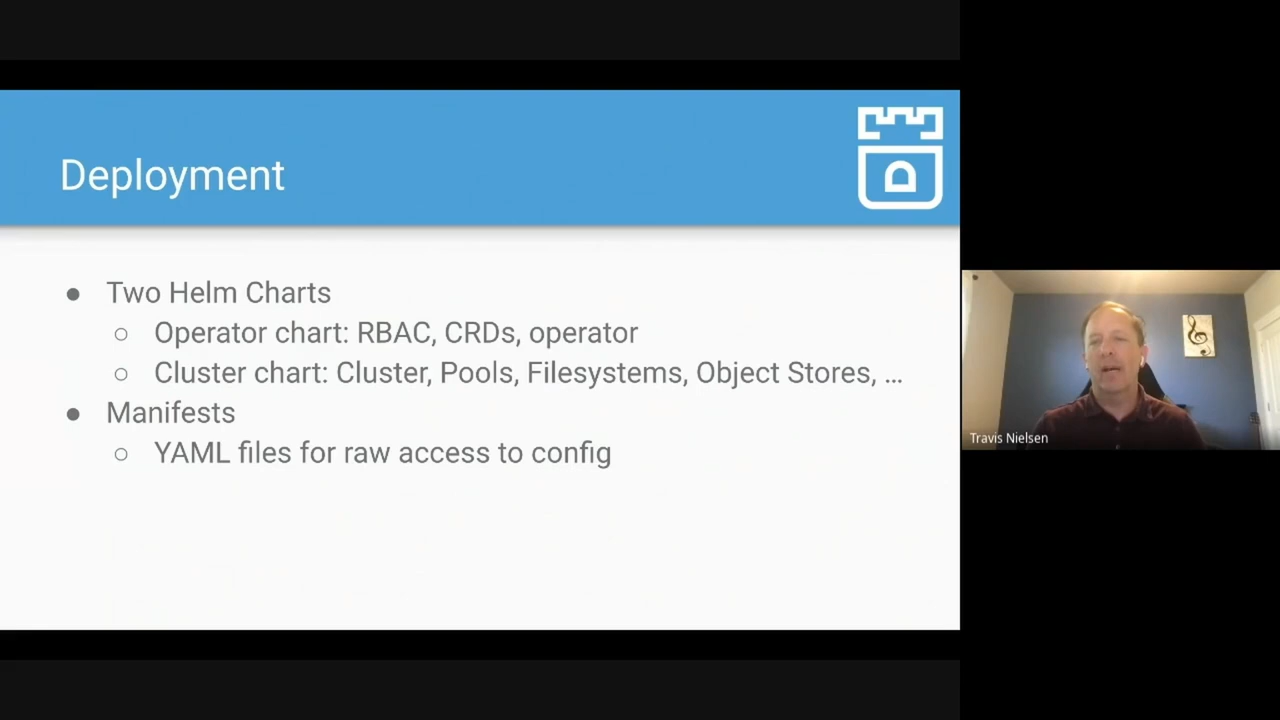 Deployment
● Two Helm Charts
○ Operator chart: RBAC, CRDs, operator
○ Cluster chart: Cluster, Pools, Filesystems, Object Stores, ...
● Manifests
○ YAML files for raw access to config
Travis Nielsen